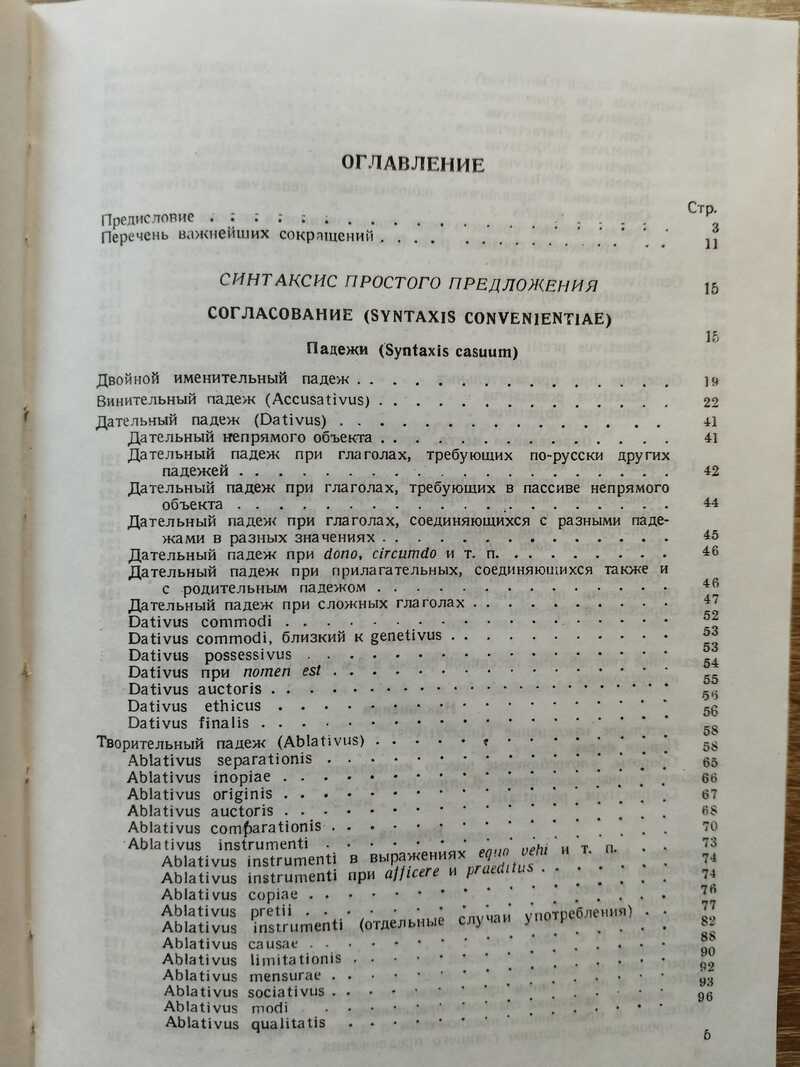 ОГЛАВЛЕНИЕ
Стр.
Предисловие . . . . . . . . . . 3
Перечень важнейших сокращений . . . . . . . . . . 11
СИНТАКСИС ПРОСТОГО ПРЕДЛОЖЕНИЯ 15
СОГЛАСОВАНИЕ (SYNTAXIS CONVENIENTIAE) 15
Падежи (Syntaxis casuum)
Двойной именительный падеж . . . . . . . . . . 19
Винительный падеж (Accusativus) . . . . . . . . . . 22
Дательный падеж (Dativus) . . . . . . . . . . 41
Дательный непрямого объекта . . . . . . . . . . 41
Дательный падеж при глаголах, требующих по-русски других
падежей . . . . . . . . . . 42
Дательный падеж при глаголах, требующих в пассиве непрямого
объекта . . . . . . . . . . 44
Дательный падеж при глаголах, соединяющихся с разными паде-
жами в разных значениях . . . . . . . . . . 45
Дательный падеж при dono, circumdo и т. п. . . . . . . . . 46
Дательный падеж при прилагательных, соединяющихся также и
с родительным падежом . . . . . . . . . . 46
Дательный падеж при сложных глаголах . . . . . . . . . 47
Dativus commodi . . . . . . . . . . 52
Dativus commodi, близкий к genetivus . . . . . . . . . . 53
Dativus possessivus . . . . . . . . . . 53
Dativus при nomen est . . . . . . . . . . 54
Dativus auctoris . . . . . . . . . . 55
Dativus ethicus . . . . . . . . . . 56
Dativus finalis . . . . . . . . . . 56
Творительный падеж (Ablativus) . . . . . . . . . . 58
Ablativus separationis . . . . . . . . . . 58
Ablativus inopiae . . . . . . . . . . 65
Ablativus originis . . . . . . . . . . 66
Ablativus auctoris . . . . . . . . . . 67
Ablativus comparationis . . . . . . . . . . 68
Ablativus instrumenti . . . . . . . . . . 70
Ablativus instrumenti в выражениях equo vehi и т. п. . . 73
Ablativus instrumenti при afficere и praeditus . . . . . . 74
Ablativus copiae . . . . . . . . . . 74
Ablativus pretii . . . . . . . . . . 76
Ablativus instrumenti (отдельные случаи употребления) . . 77
Ablativus causae . . . . . . . . . . 82
Ablativus limitationis . . . . . . . . . . 88
Ablativus mensurae . . . . . . . . . . 90
Ablativus sociativus . . . . . . . . . . 92
Ablativus modi . . . . . . . . . . 93
Ablativus qualitatis . . . . . . . . . . 96
5